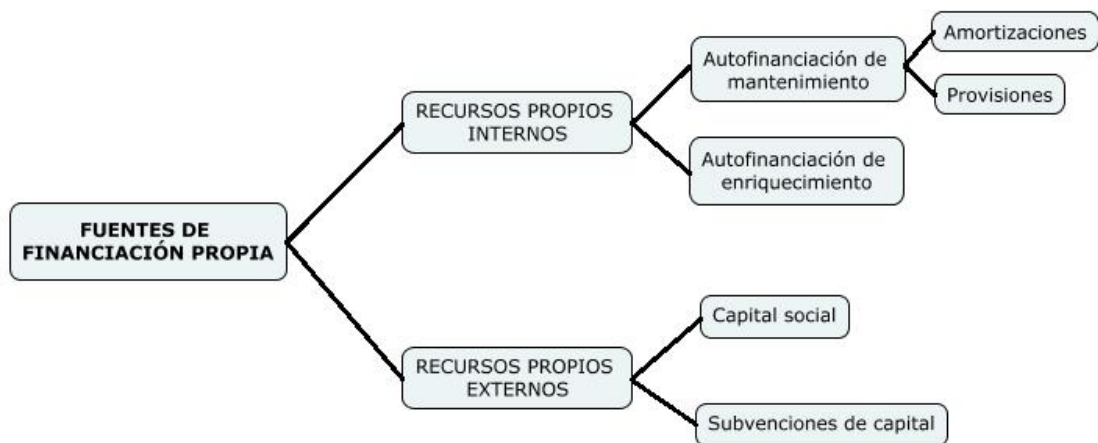 FUENTES DE
FINANCIACIÓN PROPIA
RECURSOS PROPIOS
INTERNOS
Autofinanciación de
mantenimiento
Amortizaciones
Provisiones
Autofinanciación de
enriquecimiento
RECURSOS PROPIOS
EXTERNOS
Capital social
Subvenciones de capital